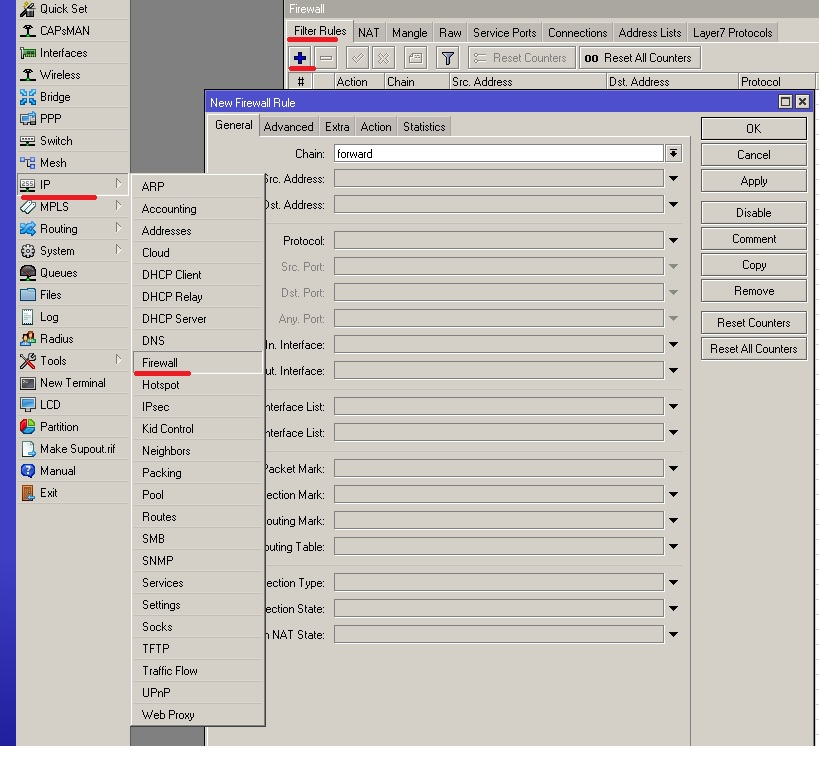 Quick Set
CAPsMAN
Interfaces
Wireless
Bridge
PPP
Switch
Mesh
IP
MPLS
Routing
System
Queues
Files
Log
Radius
Tools
New Terminal
LCD
Partition
Make Supout.rif
Manual
Exit
ARP
Accounting
Addresses
Cloud
DHCP Client
DHCP Relay
DHCP Server
DNS
Firewall
Hotspot
IPsec
Kid Control
Neighbors
Packing
Pool
Routes
SMB
SNMP
Services
Settings
Socks
TFTP
Traffic Flow
UPnP
Web Proxy
Firewall
Filter Rules NAT Mangle Raw Service Ports Connections Address Lists Layer7 Protocols
Reset Counters 00 Reset All Counters
# Action Chain Src. Address Dst. Address Protocol
New Firewall Rule
General Advanced Extra Action Statistics
Chain: forward
Src. Address:
Dst. Address:
Protocol:
Src. Port:
Dst. Port:
Any. Port:
In. Interface:
ut. Interface:
nterface List:
nterface List:
Packet Mark:
ection Mark:
outing Mark:
outing Table:
ection Type:
ection State:
n NAT State:
OK
Cancel
Apply
Disable
Comment
Copy
Remove
Reset Counters
Reset All Counters